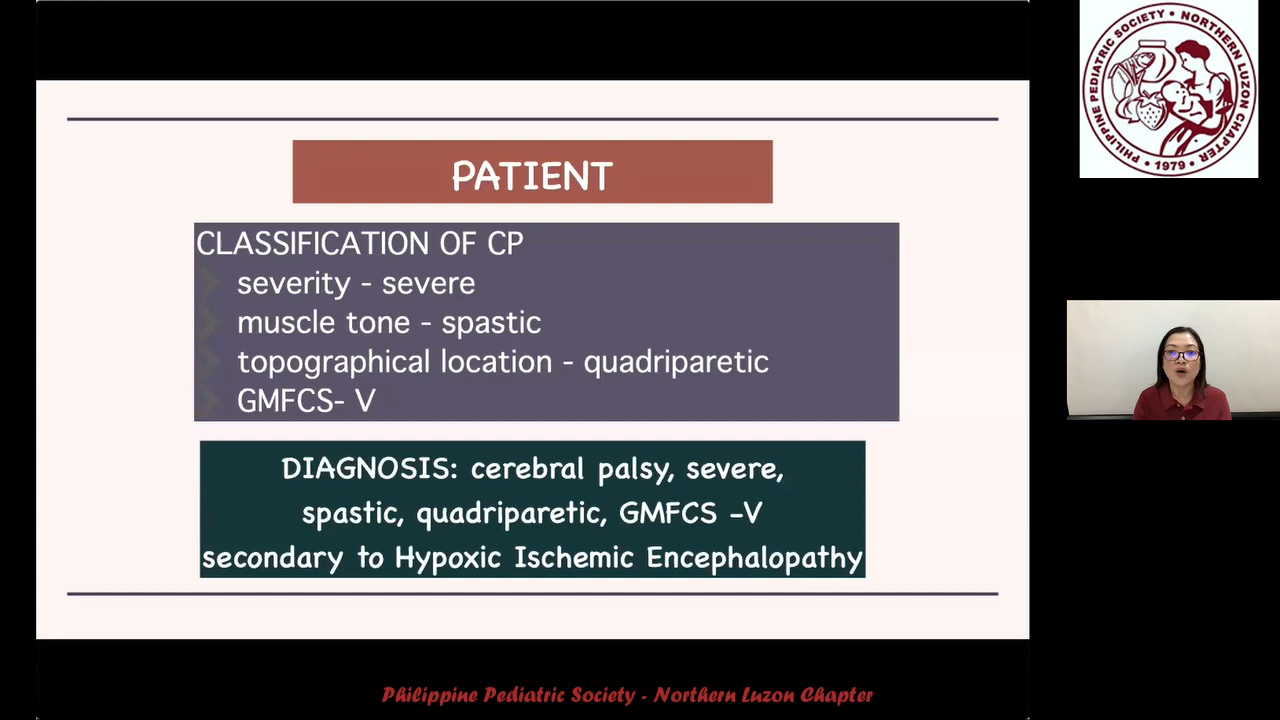 PATIENT
CLASSIFICATION OF CP
severity - severe
muscle tone - spastic
topographical location - quadriparetic
GMFCS- V
DIAGNOSIS: cerebral palsy, severe,
spastic, quadriparetic, GMFCS -V
secondary to Hypoxic Ischemic Encephalopathy
PHILIPPINE PEDIATRIC SOCIETY • NORTHERN LUZON CHAPTER
• 1979 •
Philippine Pediatric Society - Northern Luzon Chapter